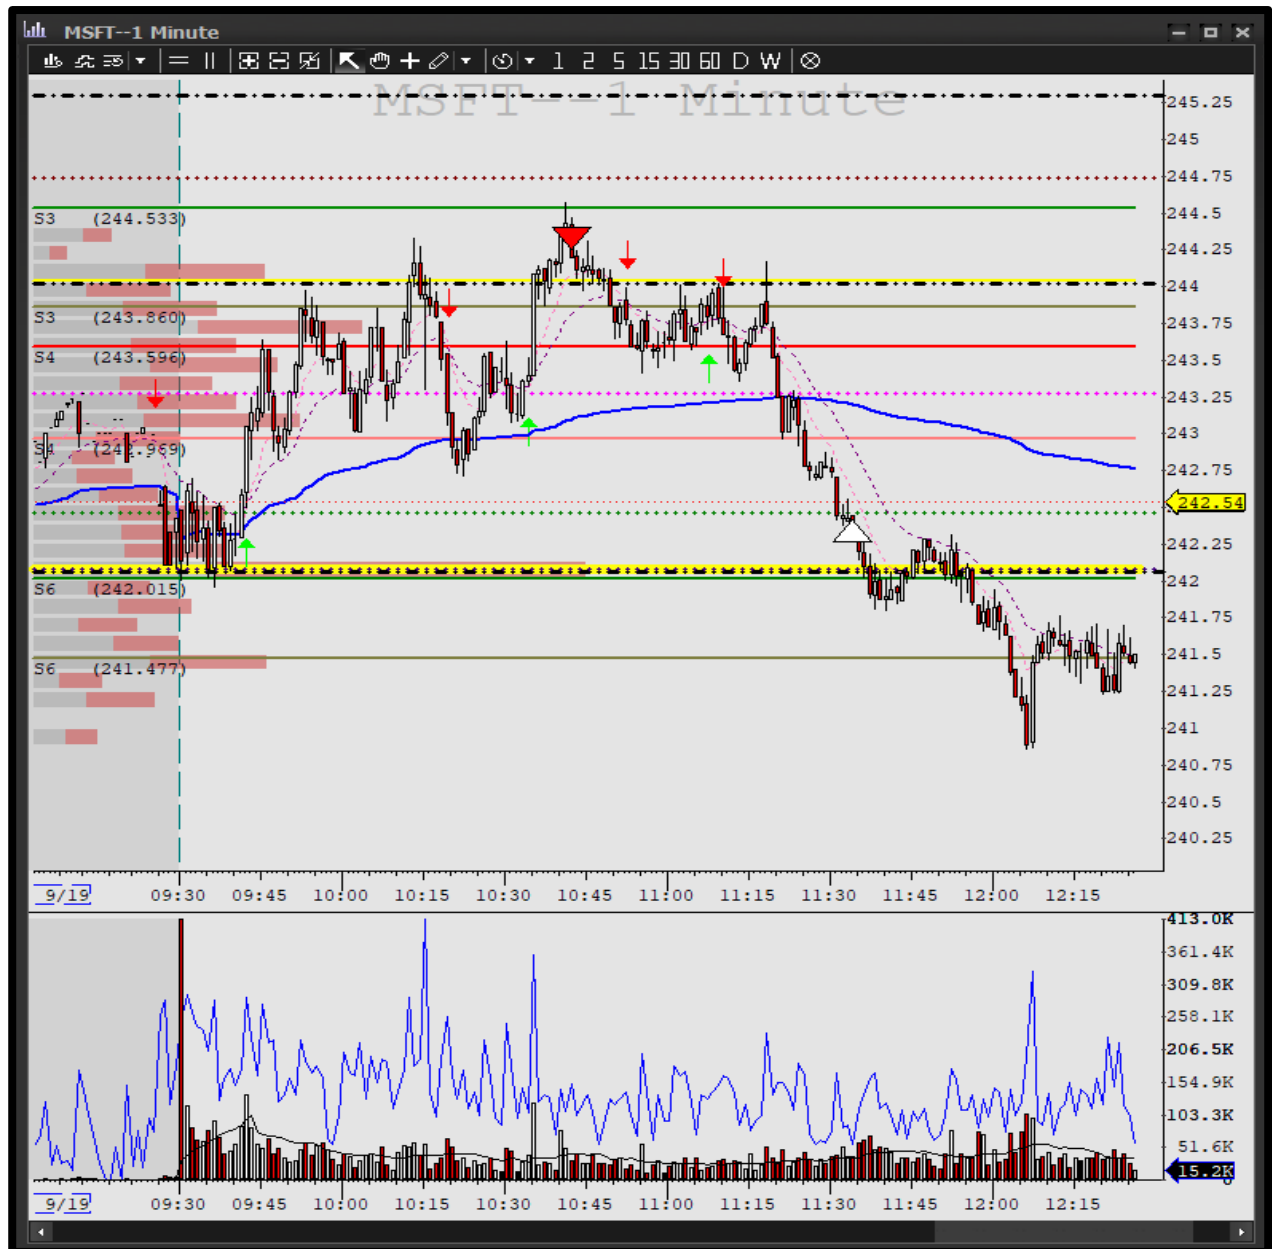 MSFT--1 Minute
1 2 5 15 30 60 D W
MSFT--1 Minute
245.25
245
244.75
244.5
S3 (244.533)
244.25
244
243.75
S3 (243.860)
243.5
S4 (243.596)
243.25
243
S4 (242.969)
242.75
242.54
242.25
242
S6 (242.015)
241.75
241.5
S6 (241.477)
241.25
241
240.75
240.5
240.25
9/19 09:30 09:45 10:00 10:15 10:30 10:45 11:00 11:15 11:30 11:45 12:00 12:15
413.0K
361.4K
309.8K
258.1K
206.5K
154.9K
103.3K
51.6K
15.2K
0
9/19 09:30 09:45 10:00 10:15 10:30 10:45 11:00 11:15 11:30 11:45 12:00 12:15